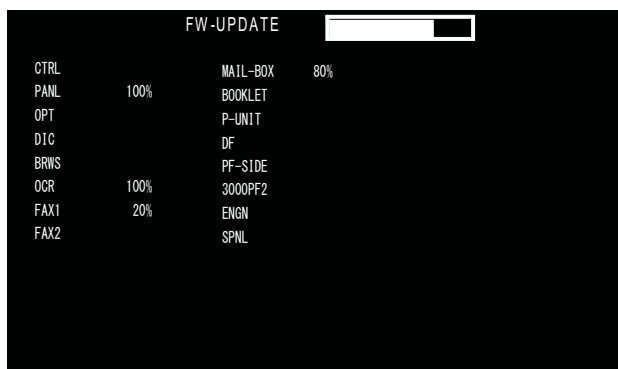 FW-UPDATE
CTRL MAIL-BOX 80%
PANL 100% BOOKLET
OPT P-UNIT
DIC DF
BRWS PF-SIDE
OCR 100% 3000PF2
FAX1 20% ENGN
FAX2 SPNL